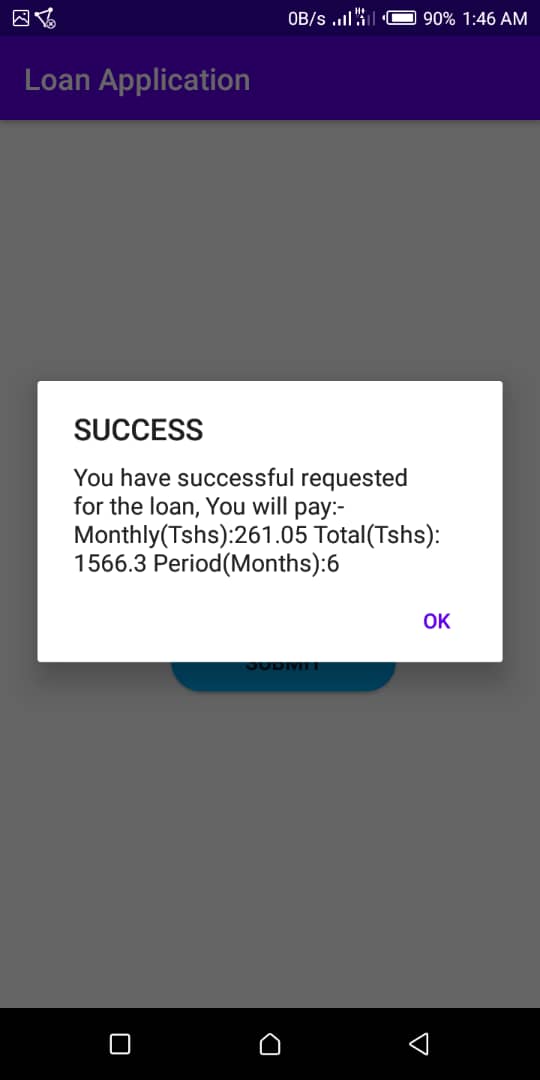 0B/s 90% 1:46 AM
Loan Application
SUCCESS
You have successful requested
for the loan, You will pay:-
Monthly(Tshs):261.05 Total(Tshs):
1566.3 Period(Months):6
OK
SUBMIT